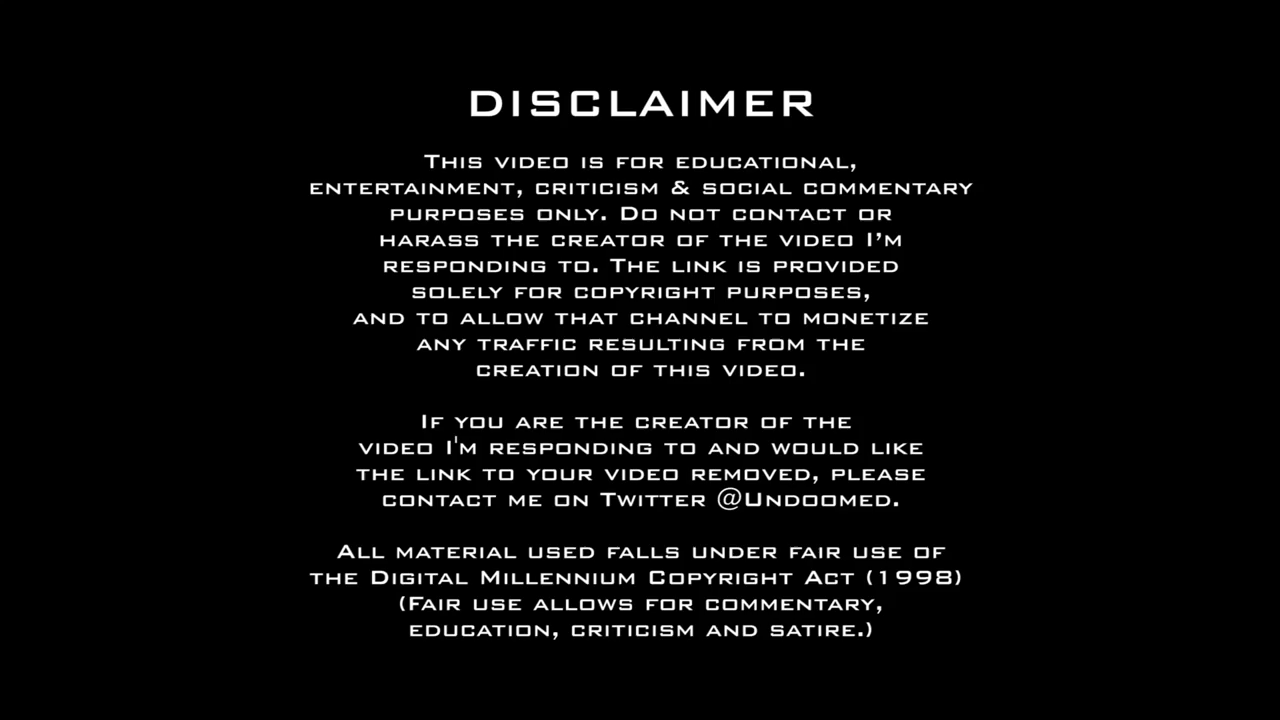 DISCLAIMER
THIS VIDEO IS FOR EDUCATIONAL,
ENTERTAINMENT, CRITICISM & SOCIAL COMMENTARY
PURPOSES ONLY. DO NOT CONTACT OR
HARASS THE CREATOR OF THE VIDEO I’M
RESPONDING TO. THE LINK IS PROVIDED
SOLELY FOR COPYRIGHT PURPOSES,
AND TO ALLOW THAT CHANNEL TO MONETIZE
ANY TRAFFIC RESULTING FROM THE
CREATION OF THIS VIDEO.
IF YOU ARE THE CREATOR OF THE
VIDEO I'M RESPONDING TO AND WOULD LIKE
THE LINK TO YOUR VIDEO REMOVED, PLEASE
CONTACT ME ON TWITTER @UNDOOMED.
ALL MATERIAL USED FALLS UNDER FAIR USE OF
THE DIGITAL MILLENNIUM COPYRIGHT ACT (1998)
(FAIR USE ALLOWS FOR COMMENTARY,
EDUCATION, CRITICISM AND SATIRE.)